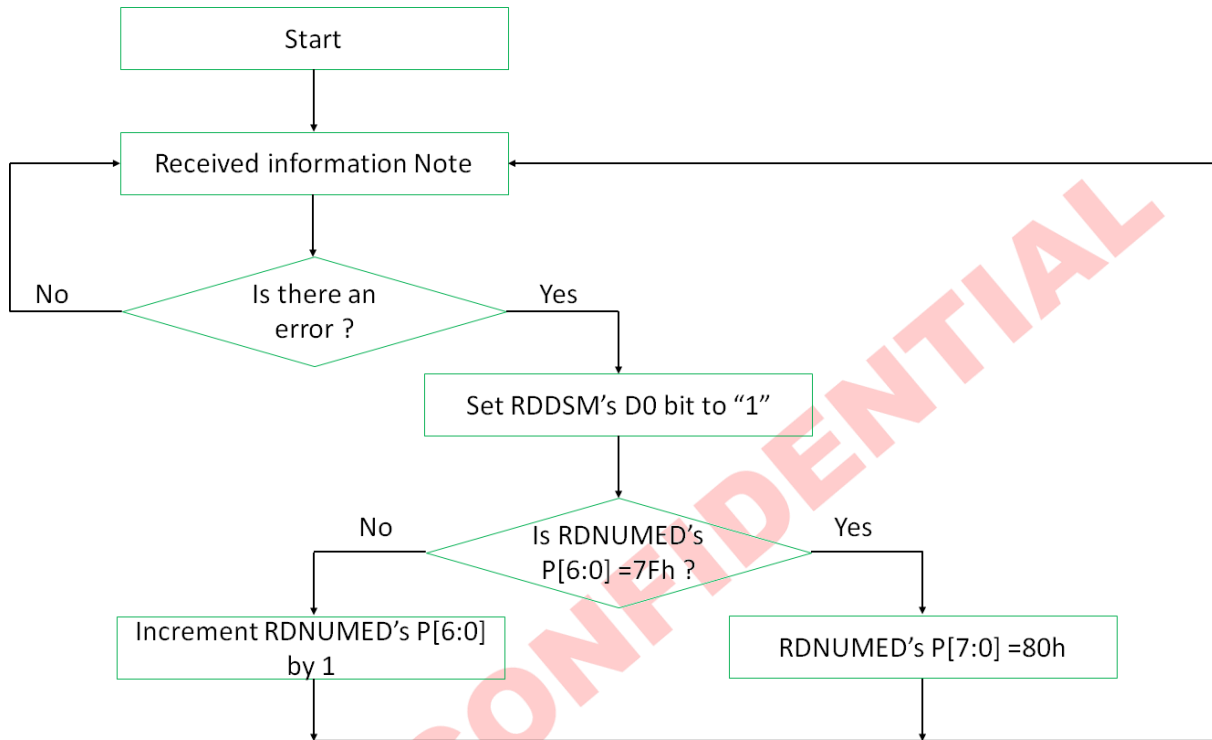 Start
Received information Note
No
Is there an
error ?
Yes
Set RDDSM’s D0 bit to “1”
No
Is RDNUMED’s
P[6:0] =7Fh ?
Yes
Increment RDNUMED’s P[6:0]
by 1
RDNUMED’s P[7:0] =80h
CONFIDENTIAL